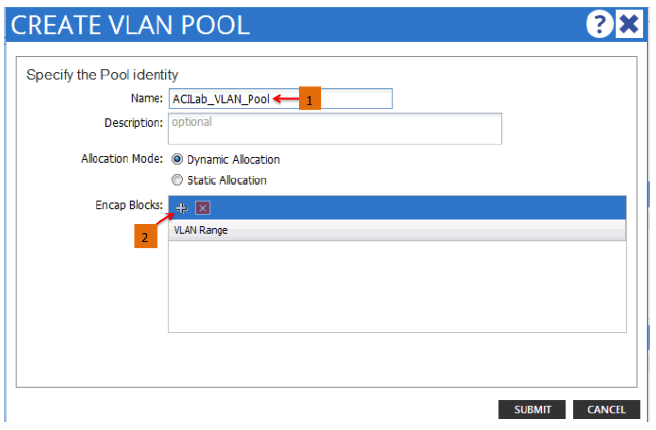 CREATE VLAN POOL
?
Specify the Pool identity
Name: ACILab_VLAN_Pool 1
Description: optional
Allocation Mode: Dynamic Allocation
Static Allocation
Encap Blocks:
2
VLAN Range
SUBMIT CANCEL